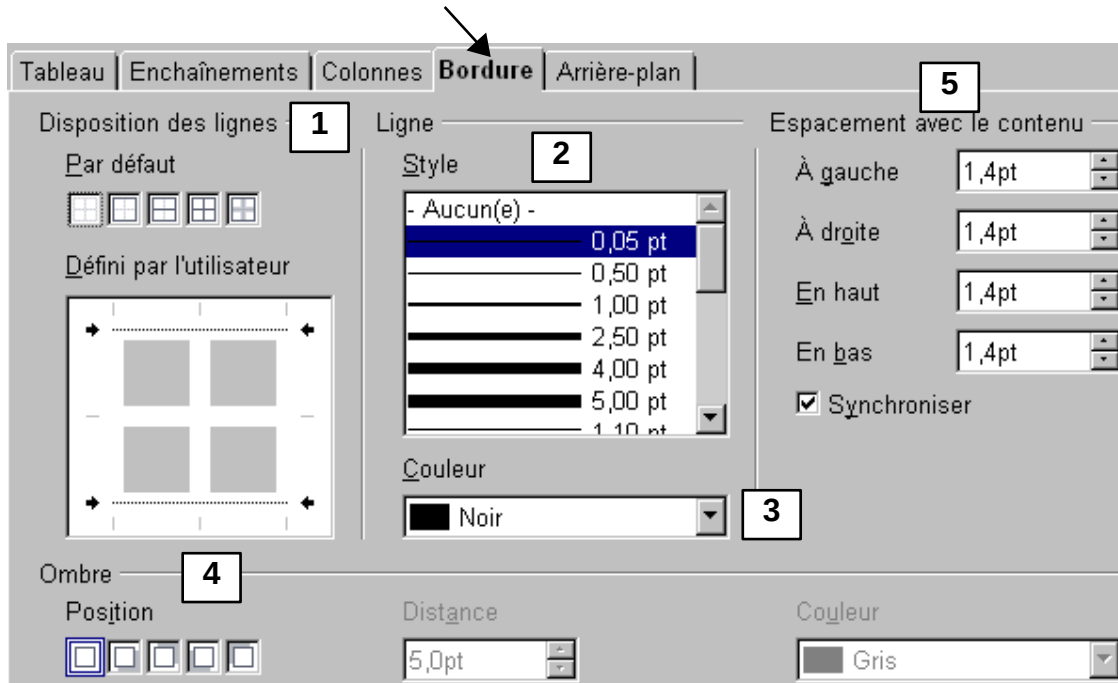 Tableau Enchaînements Colonnes Bordure Arrière-plan
Disposition des lignes 1 Ligne 5 Espacement avec le contenu
Par défaut
Style 2
- Aucun(e) -
0,05 pt
0,50 pt
1,00 pt
2,50 pt
4,00 pt
5,00 pt
1,10 pt
Défini par l'utilisateur
Couleur
Noir 3
À gauche 1,4pt
À droite 1,4pt
En haut 1,4pt
En bas 1,4pt
Synchroniser
Ombre 4
Position Distance Couleur
5,0pt Gris